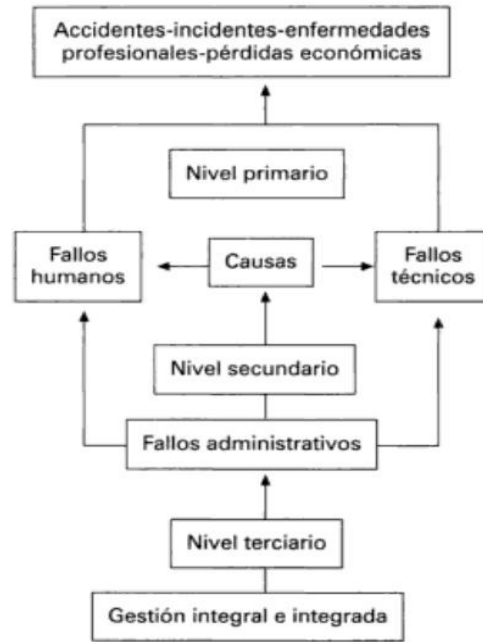 Accidentes-incidentes-enfermedades
profesionales-pérdidas económicas
Nivel primario
Fallos
humanos
Causas
Fallos
técnicos
Nivel secundario
Fallos administrativos
Nivel terciario
Gestión integral e integrada